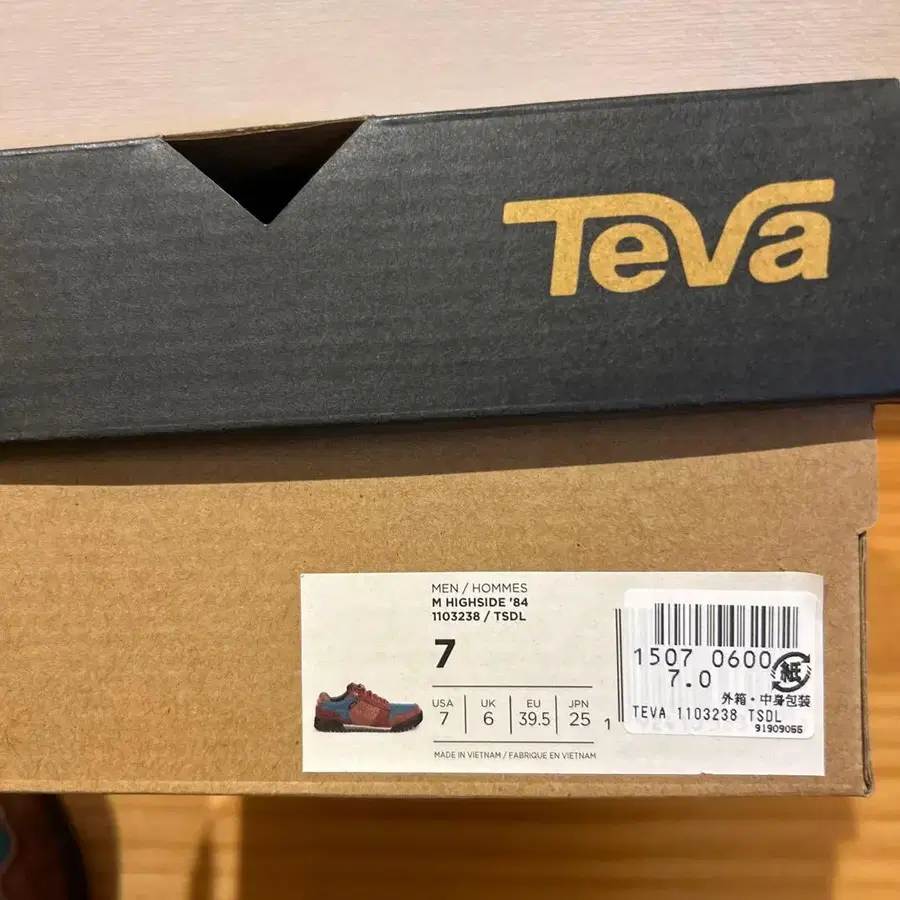 Teva
MEN / HOMMES
M HIGHSIDE '84
1103238 / TSDL
7
USA UK EU JPN
7 6 39.5 25
MADE IN VIETNAM / FABRIQUE EN VIETNAM
1
1507 0600
7.0
紙
外箱・中身包装
TEVA 1103238 TSDL
91909066